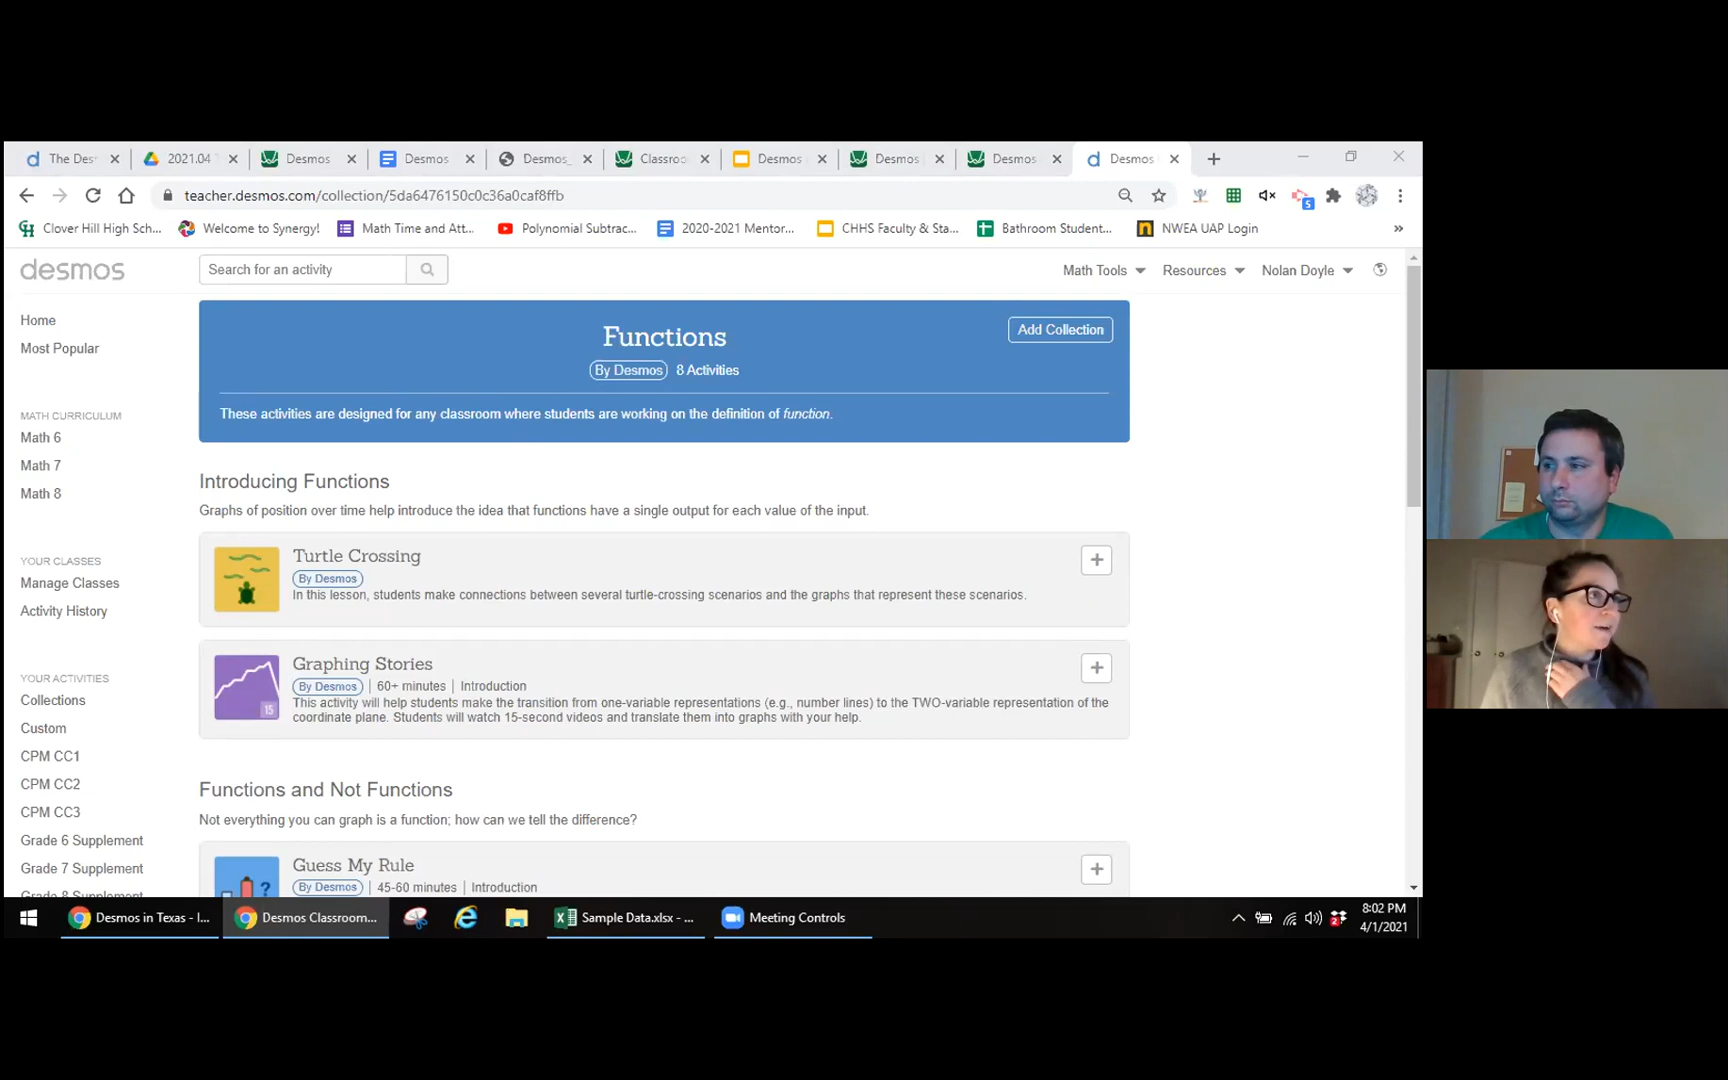 The Des
2021.04
Desmos
Desmos
Desmos_
Classroo
Desmos
Desmos
Desmos
Desmos
teacher.desmos.com/collection/5da6476150c0c36a0caf8ffb
5
Clover Hill High Sch...
Welcome to Synergy!
Math Time and Att...
Polynomial Subtrac...
2020-2021 Mentor...
CHHS Faculty & Sta...
Bathroom Student...
NWEA UAP Login
»
desmos
Search for an activity
Math Tools
Resources
Nolan Doyle
Home
Most Popular
MATH CURRICULUM
Math 6
Math 7
Math 8
YOUR CLASSES
Manage Classes
Activity History
YOUR ACTIVITIES
Collections
Custom
CPM CC1
CPM CC2
CPM CC3
Grade 6 Supplement
Grade 7 Supplement
Grade 8 Supplement
Functions
Add Collection
By Desmos 8 Activities
These activities are designed for any classroom where students are working on the definition of function.
Introducing Functions
Graphs of position over time help introduce the idea that functions have a single output for each value of the input.
Turtle Crossing
By Desmos
In this lesson, students make connections between several turtle-crossing scenarios and the graphs that represent these scenarios.
+
Graphing Stories
By Desmos | 60+ minutes | Introduction
This activity will help students make the transition from one-variable representations (e.g., number lines) to the TWO-variable representation of the
coordinate plane. Students will watch 15-second videos and translate them into graphs with your help.
15
+
Functions and Not Functions
Not everything you can graph is a function; how can we tell the difference?
Guess My Rule
By Desmos | 45-60 minutes | Introduction
?
+
Desmos in Texas - I...
Desmos Classroom...
Sample Data.xlsx - ...
Meeting Controls
2
8:02 PM
4/1/2021